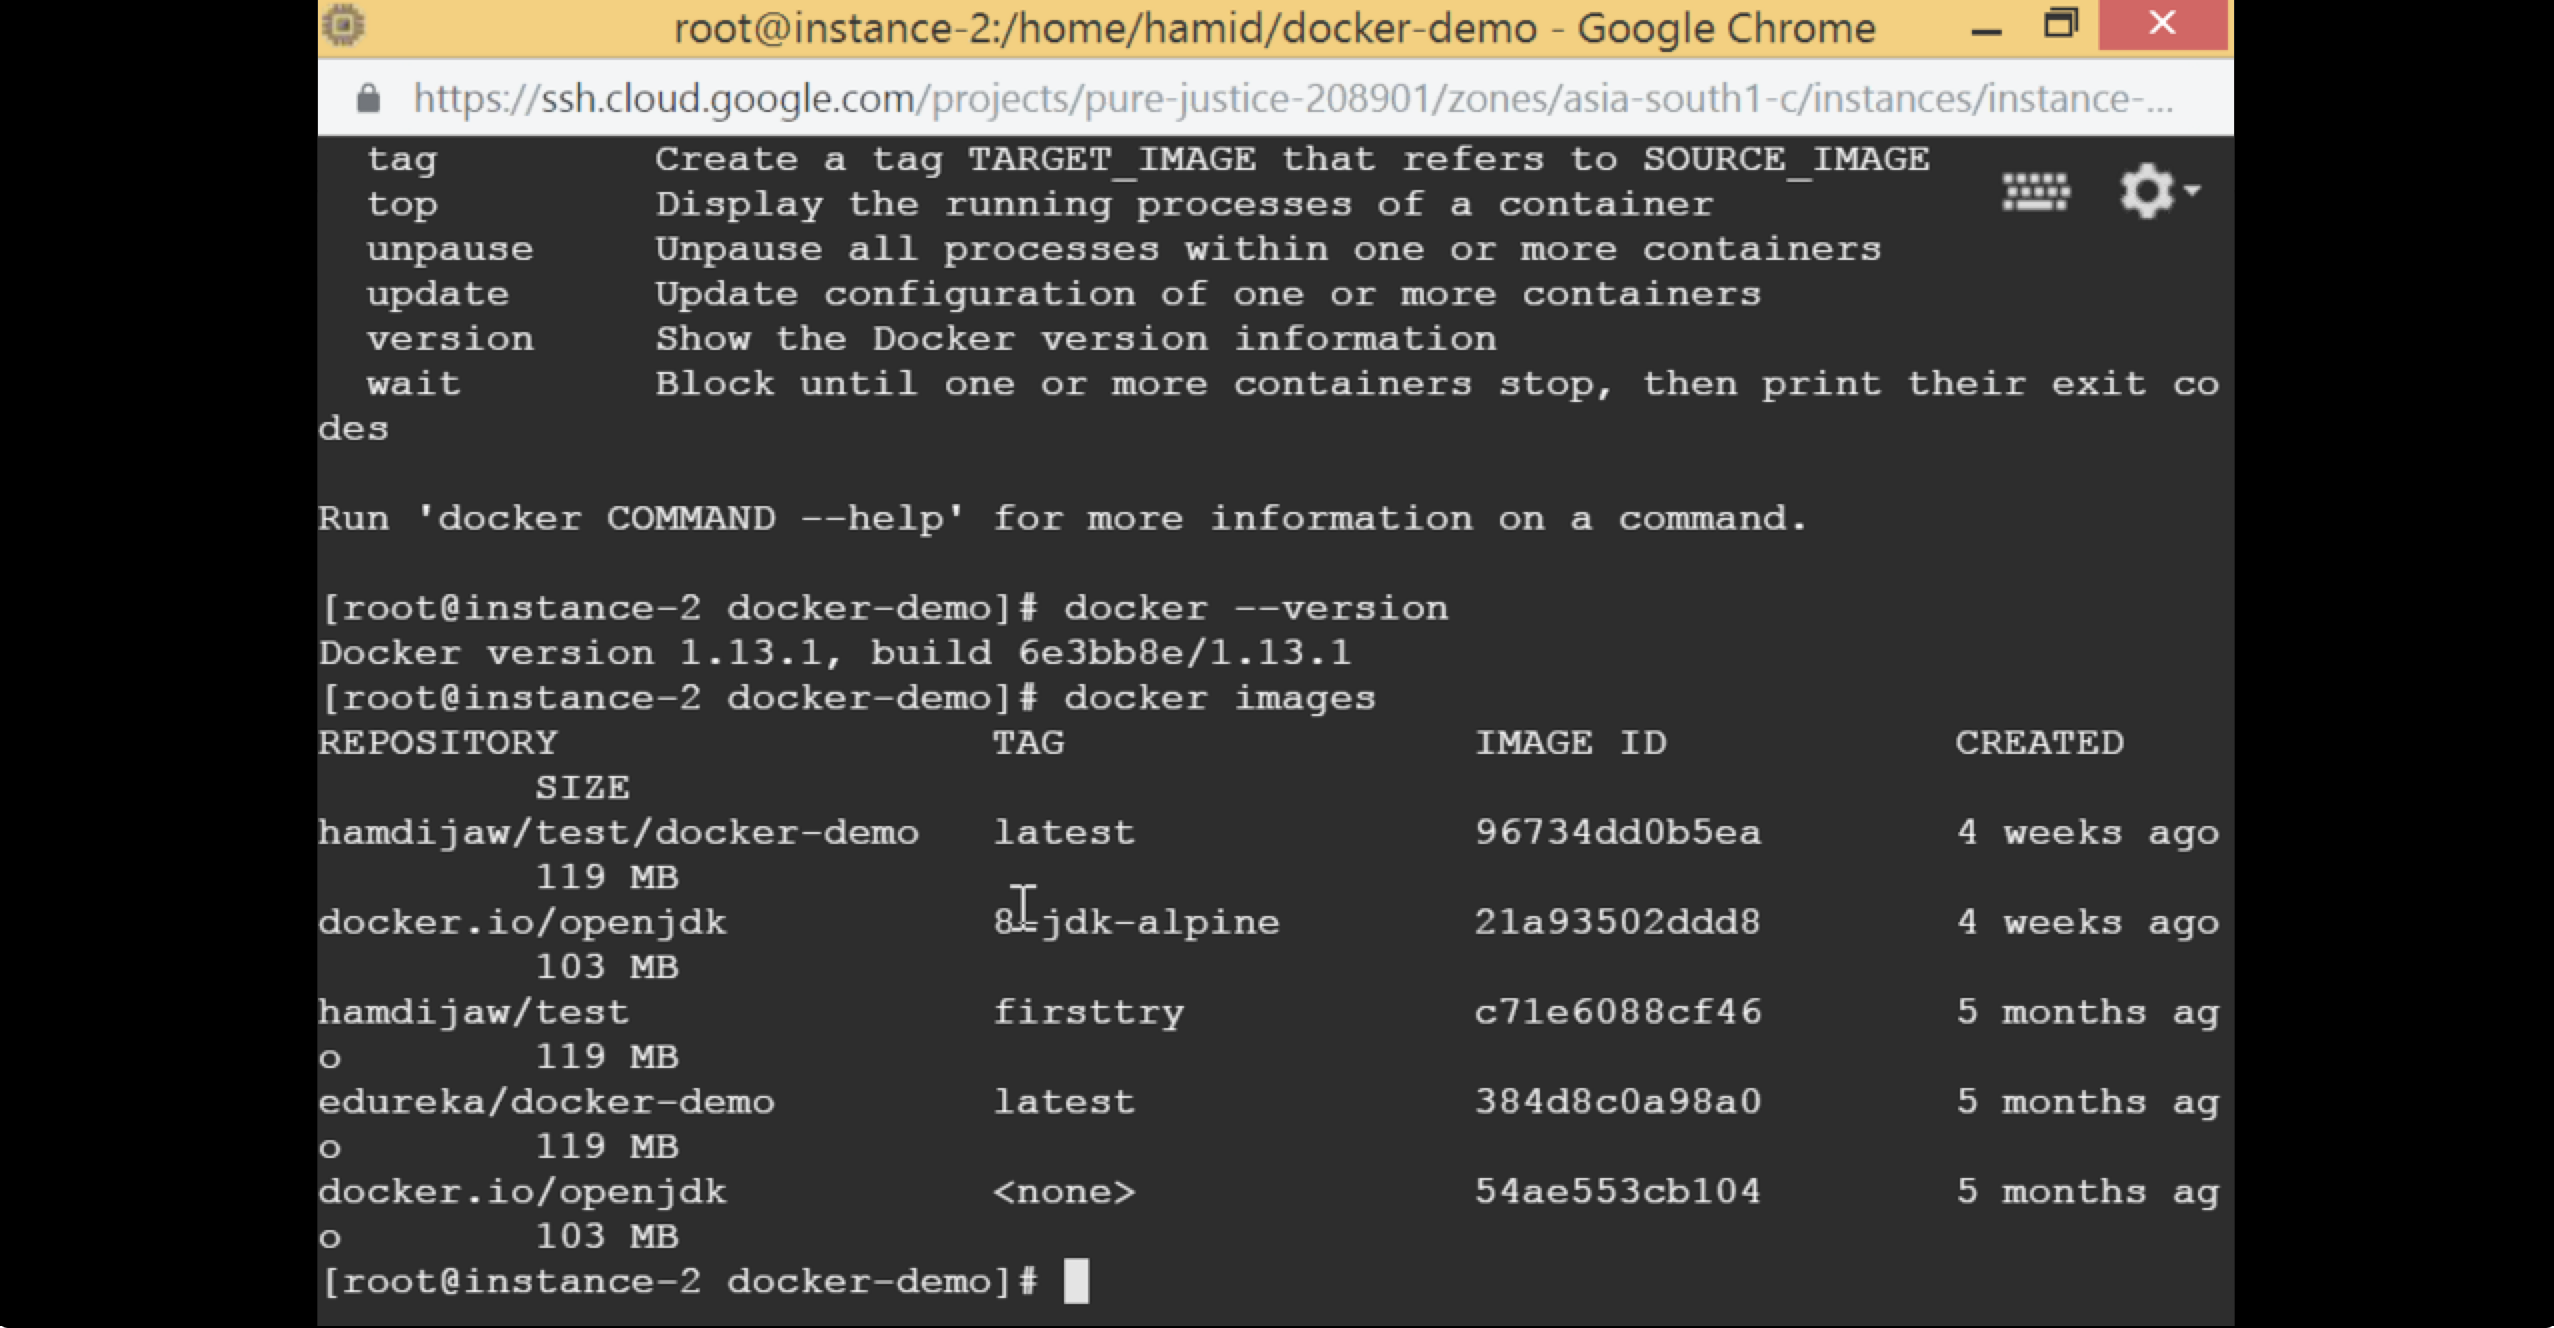 root@instance-2:/home/hamid/docker-demo - Google Chrome
https://ssh.cloud.google.com/projects/pure-justice-208901/zones/asia-south1-c/instances/instance-...
tag Create a tag TARGET_IMAGE that refers to SOURCE_IMAGE
top Display the running processes of a container
unpause Unpause all processes within one or more containers
update Update configuration of one or more containers
version Show the Docker version information
wait Block until one or more containers stop, then print their exit co
des
Run 'docker COMMAND --help' for more information on a command.
[root@instance-2 docker-demo]# docker --version
Docker version 1.13.1, build 6e3bb8e/1.13.1
[root@instance-2 docker-demo]# docker images
REPOSITORY TAG IMAGE ID CREATED
SIZE
hamdijaw/test/docker-demo latest 96734dd0b5ea 4 weeks ago
119 MB
docker.io/openjdk 8-jdk-alpine 21a93502ddd8 4 weeks ago
103 MB
hamdijaw/test firsttry c71e6088cf46 5 months ag
o 119 MB
edureka/docker-demo latest 384d8c0a98a0 5 months ag
o 119 MB
docker.io/openjdk <none> 54ae553cb104 5 months ag
o 103 MB
[root@instance-2 docker-demo]#